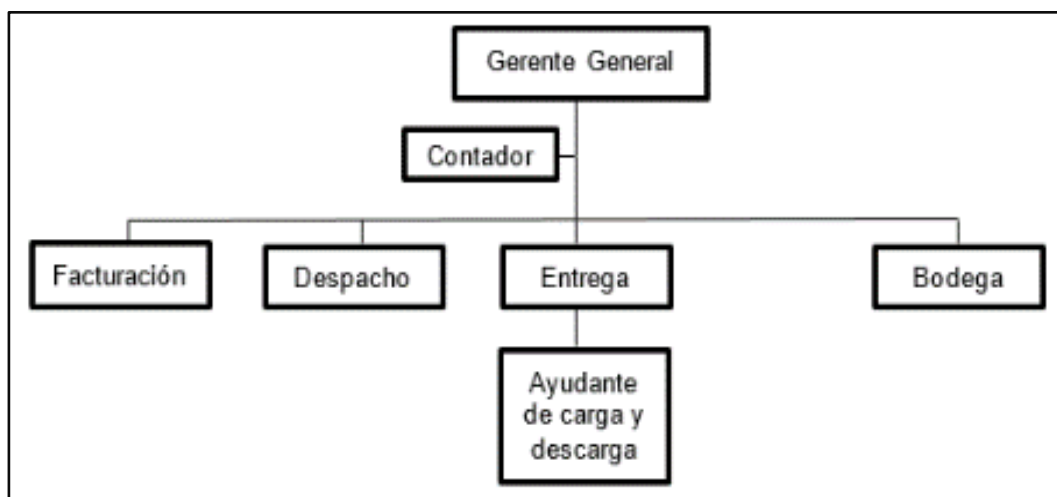 Gerente General
Contador
Facturación
Despacho
Entrega
Bodega
Ayudante
de carga y
descarga